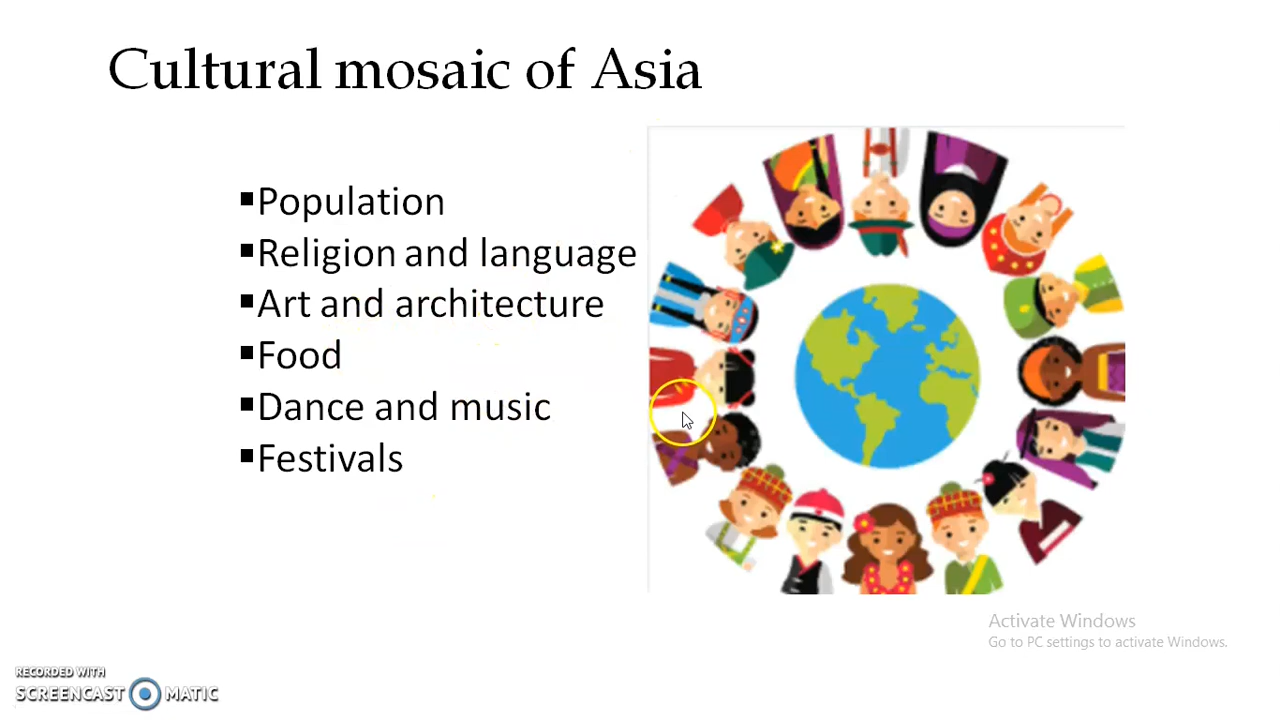 Cultural mosaic of Asia
▪Population
▪Religion and language
▪Art and architecture
▪Food
▪Dance and music
▪Festivals
Activate Windows
Go to PC settings to activate Windows.
RECORDED WITH
SCREENCAST MATIC